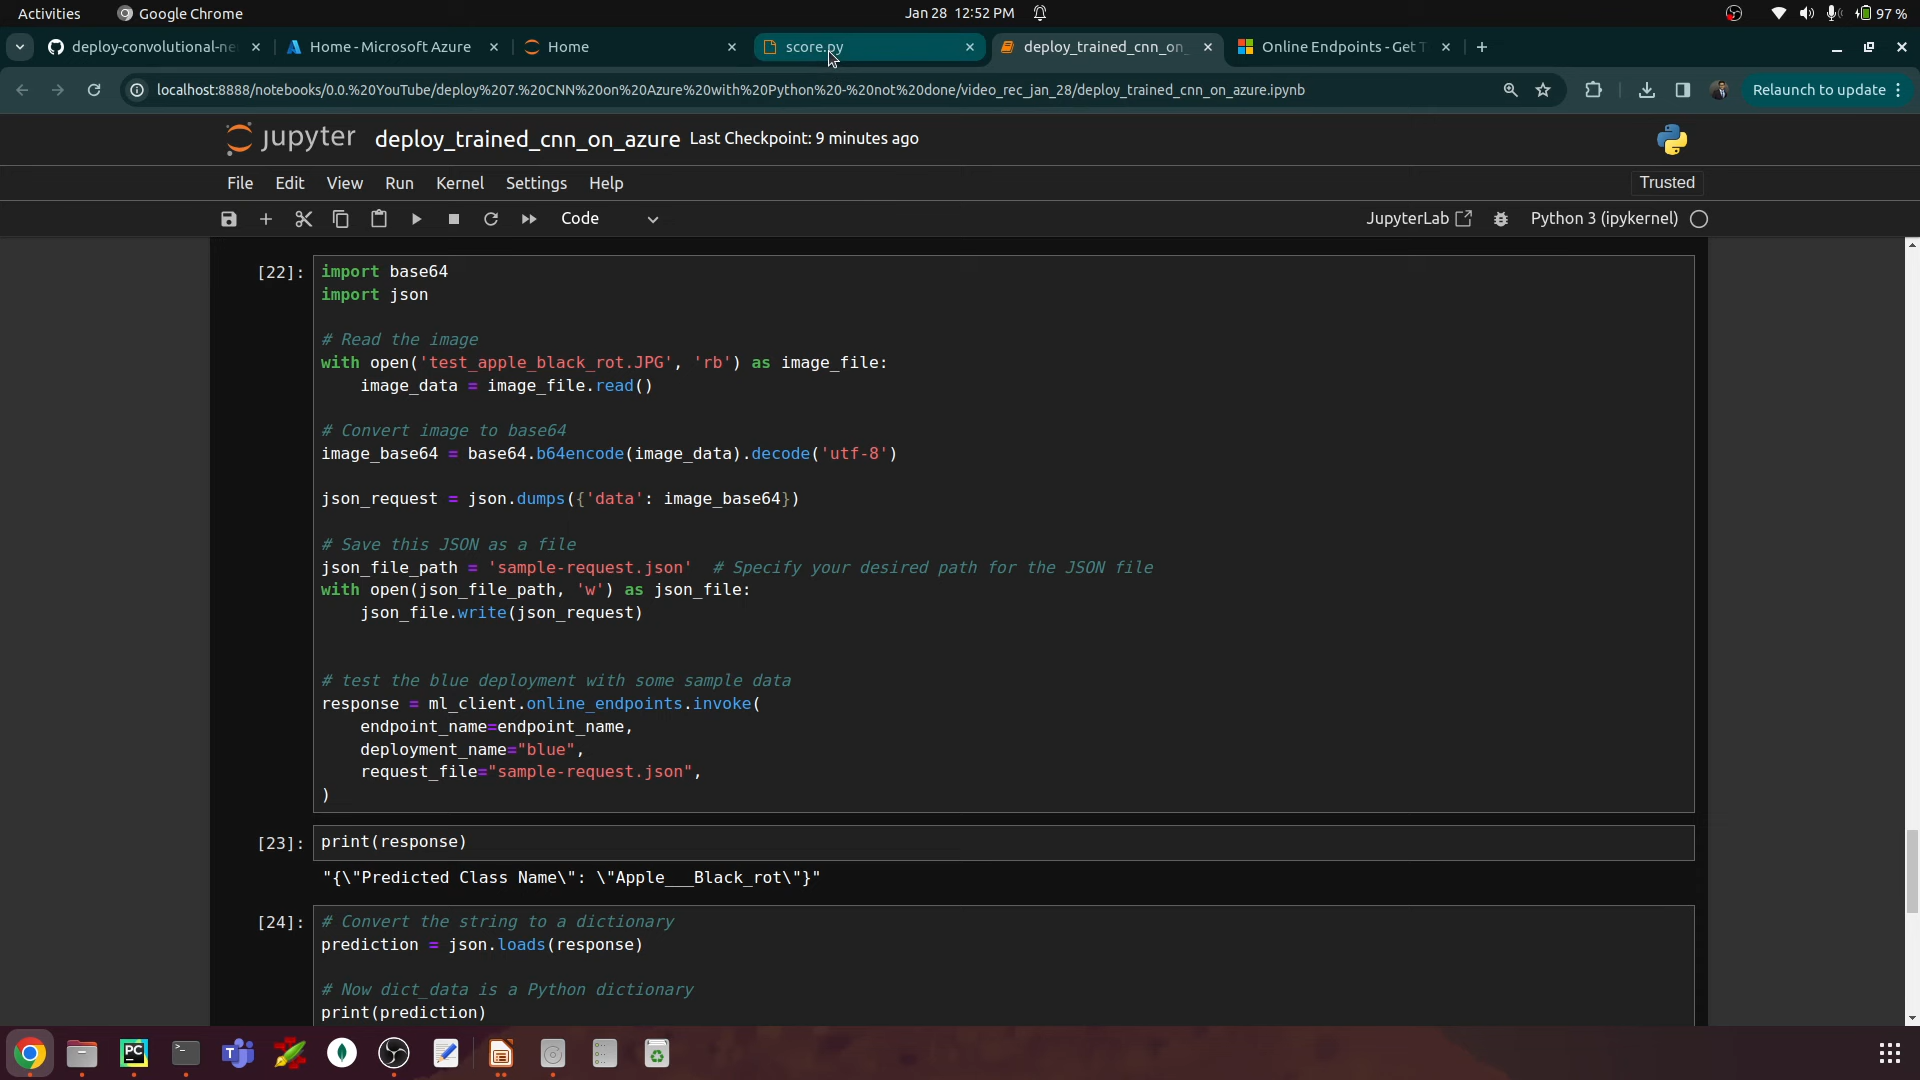 Activities Google Chrome Jan 28 12:52 PM 97 %
deploy-convolutional-ne Home - Microsoft Azure Home score.py deploy_trained_cnn_on_ Online Endpoints - Get T
localhost:8888/notebooks/0.0.%20YouTube/deploy%207.%20CNN%20on%20Azure%20with%20Python%20-%20not%20done/video_rec_jan_28/deploy_trained_cnn_on_azure.ipynb Relaunch to update
jupyter deploy_trained_cnn_on_azure Last Checkpoint: 9 minutes ago
File Edit View Run Kernel Settings Help Trusted
Code JupyterLab Python 3 (ipykernel)
[22]: import base64
import json
# Read the image
with open('test_apple_black_rot.JPG', 'rb') as image_file:
image_data = image_file.read()
# Convert image to base64
image_base64 = base64.b64encode(image_data).decode('utf-8')
json_request = json.dumps({'data': image_base64})
# Save this JSON as a file
json_file_path = 'sample-request.json' # Specify your desired path for the JSON file
with open(json_file_path, 'w') as json_file:
json_file.write(json_request)
# test the blue deployment with some sample data
response = ml_client.online_endpoints.invoke(
endpoint_name=endpoint_name,
deployment_name="blue",
request_file="sample-request.json",
)
[23]: print(response)
"{\"Predicted Class Name\": \"Apple___Black_rot\"}"
[24]: # Convert the string to a dictionary
prediction = json.loads(response)
# Now dict_data is a Python dictionary
print(prediction)
PC